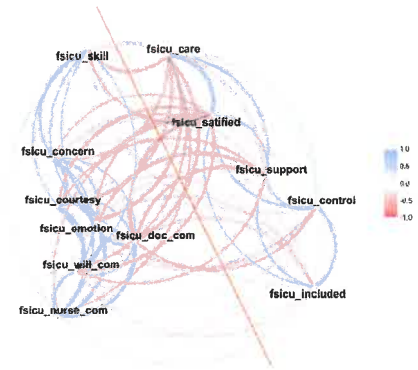 fsicu_care
fsicu_skill
fsicu_satified
fsicu_concern
fsicu_support
fsicu_courtesy
fsicu_control
fsicu_emotion
fsicu_doc_com
fsicu_will_com
fsicu_included
fsicu_nurse_com
1.0
0.5
0.0
-0.5
-1.0